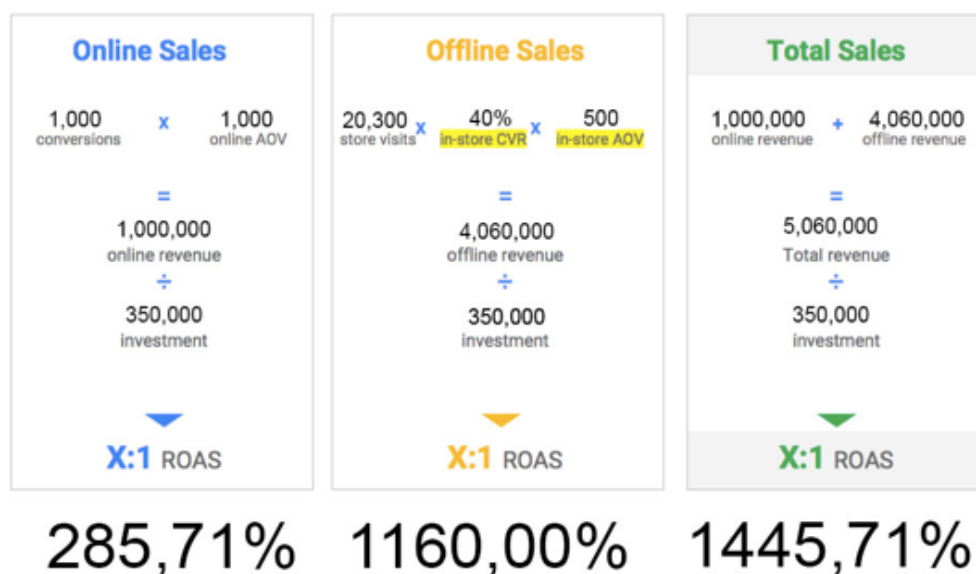 Online Sales
1,000 x 1,000
conversions online AOV
=
1,000,000
online revenue
÷
350,000
investment
X:1 ROAS
285,71%
Offline Sales
20,300 x 40% x 500
store visits in-store CVR in-store AOV
=
4,060,000
offline revenue
÷
350,000
investment
X:1 ROAS
1160,00%
Total Sales
1,000,000 + 4,060,000
online revenue offline revenue
=
5,060,000
Total revenue
÷
350,000
investment
X:1 ROAS
1445,71%